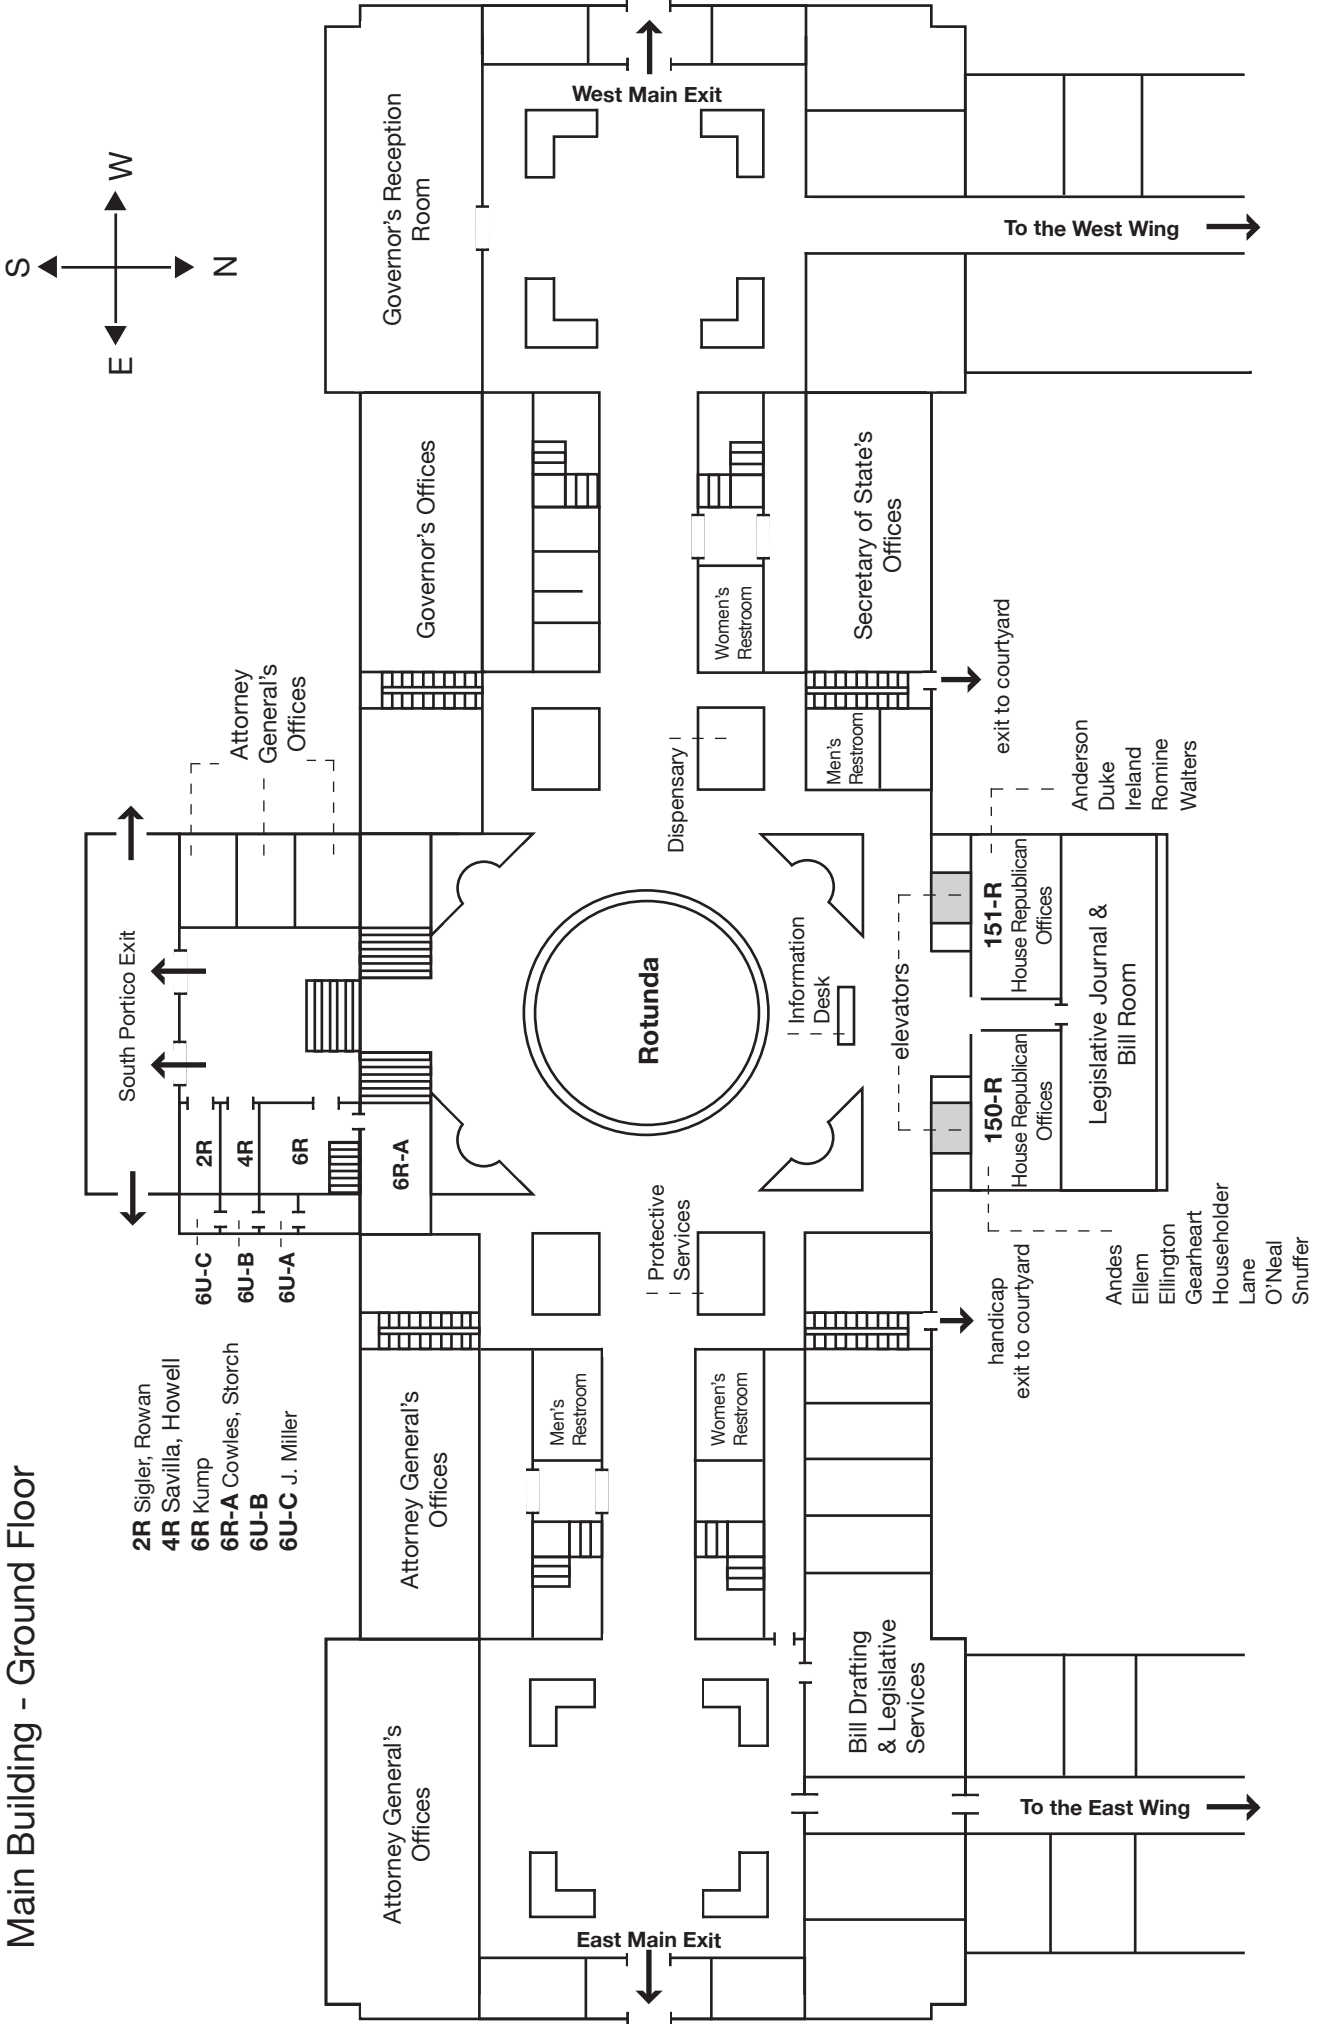 Main Building - Ground Floor
S
W
E
N
2R Sigler, Rowan
4R Savilla, Howell
6R Kump
6R-A Cowles, Storch
6U-B
6U-C J. Miller
6U-C
6U-B
6U-A
2R
4R
6R
6R-A
South Portico Exit
Attorney
General's
Offices
Attorney General's
Offices
Attorney General's
Offices
Governor's Offices
Governor's Reception
Room
East Main Exit
Men's
Restroom
Women's
Restroom
Protective
Services
Rotunda
Information
Desk
Dispensary
Women's
Restroom
West Main Exit
Bill Drafting
& Legislative
Services
elevators
Men's
Restroom
Secretary of State's
Offices
To the East Wing
handicap
exit to courtyard
150-R
House Republican
Offices
151-R
House Republican
Offices
exit to courtyard
To the West Wing
Legislative Journal &
Bill Room
Andes
Ellem
Ellington
Gearheart
Householder
Lane
O'Neal
Snuffer
Anderson
Duke
Ireland
Romine
Walters